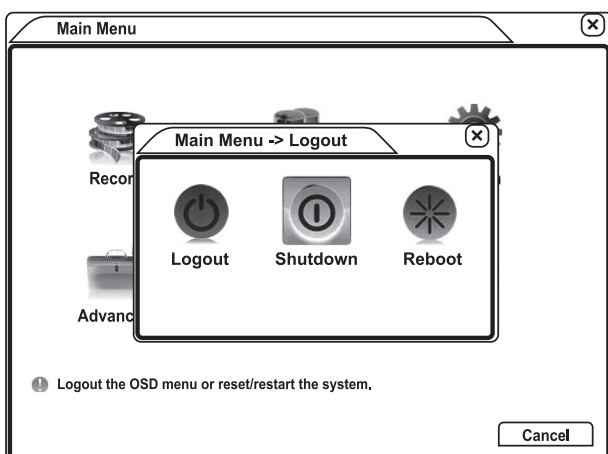 Main Menu
Main Menu -> Logout
Recor
Logout
Shutdown
Reboot
Advanc
Logout the OSD menu or reset/restart the system.
Cancel